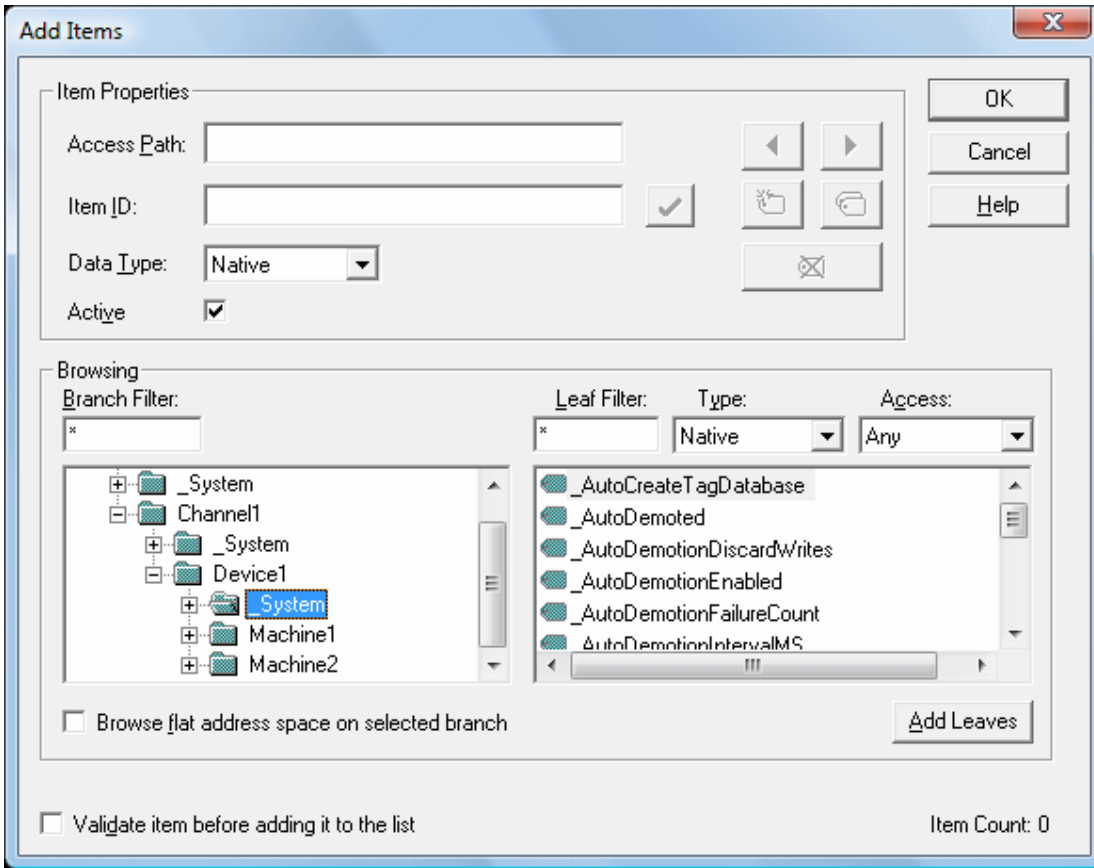 Add Items
Item Properties
OK
Access Path:
Cancel
Item ID:
Help
Data Type: Native
Active
Browsing
Branch Filter: Leaf Filter: Type: Access:
* * Native Any
_System
Channel1
_System
Device1
_System
Machine1
Machine2
_AutoCreateTagDatabase
_AutoDemoted
_AutoDemotionDiscardWrites
_AutoDemotionEnabled
_AutoDemotionFailureCount
_AutoDemotionIntervalMS
Browse flat address space on selected branch
Add Leaves
Validate item before adding it to the list
Item Count: 0